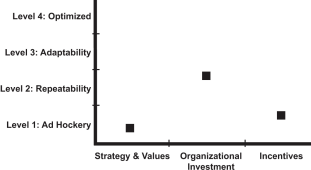 Level 4: Optimized
Level 3: Adaptability
Level 2: Repeatability
Level 1: Ad Hockery
Strategy & Values
Organizational
Investment
Incentives